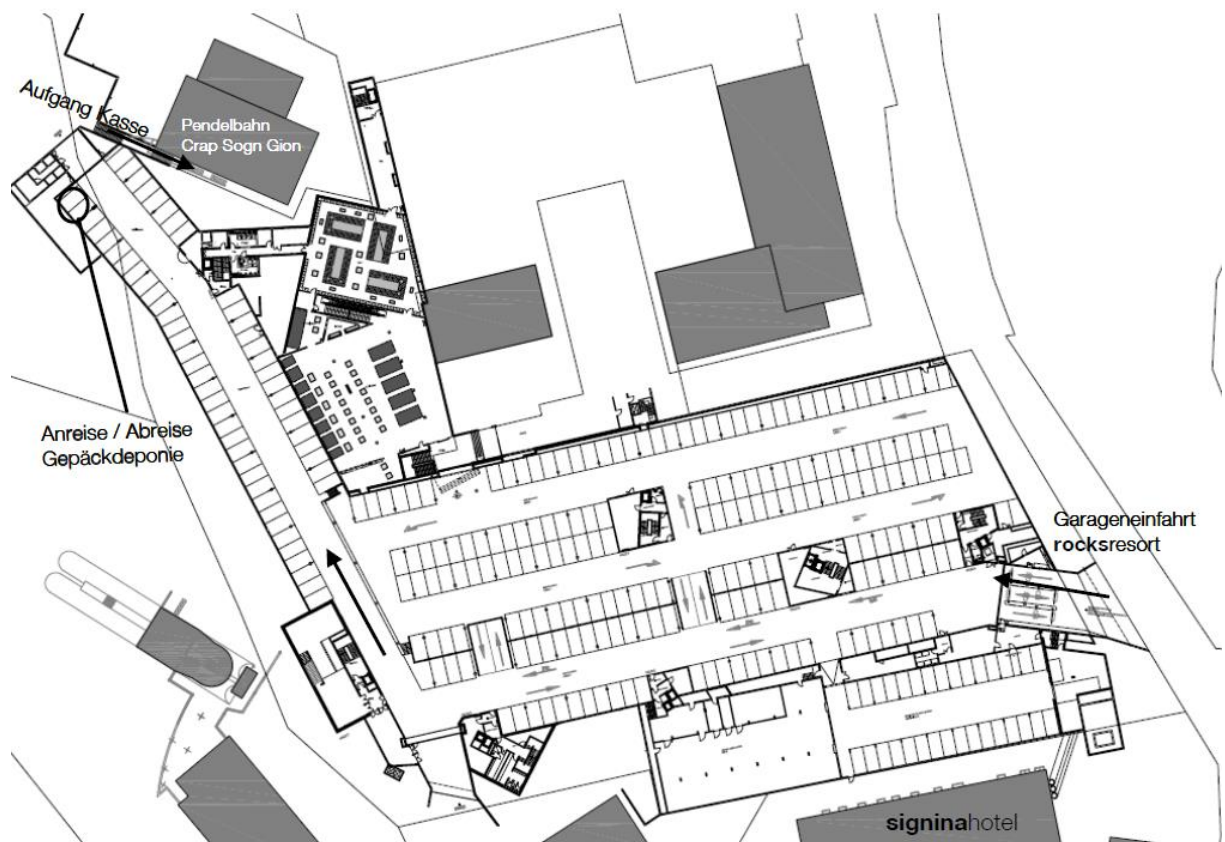 Aufgang Kasse
Pendelbahn
Crap Sogn Gion
Anreise / Abreise
Gepäckdeponie
Garageneinfahrt
rocksresort
signinahotel